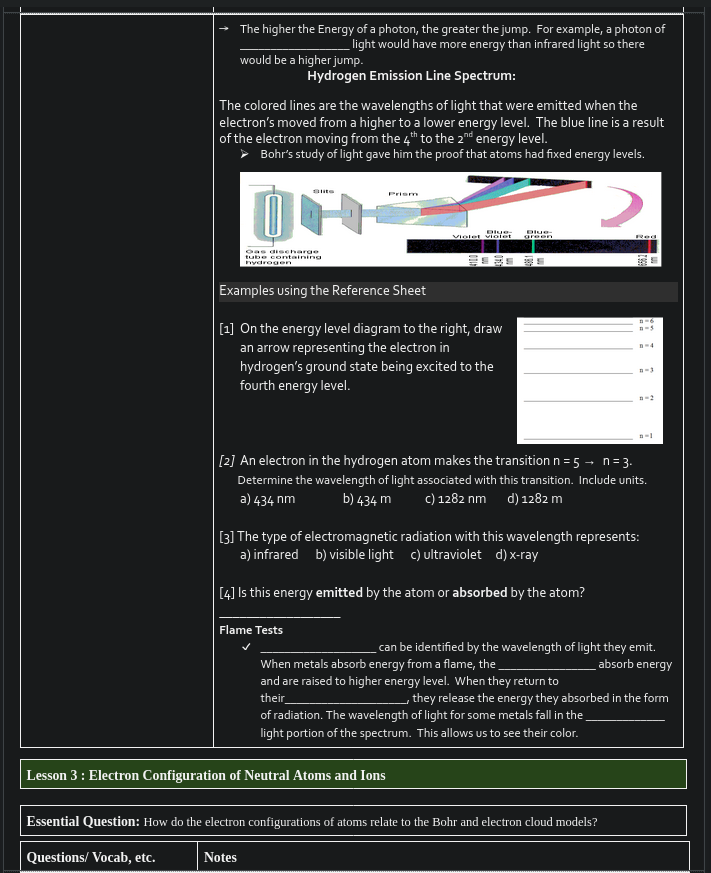 → The higher the Energy of a photon, the greater the jump. For example, a photon of
__________________ light would have more energy than infrared light so there
would be a higher jump.
Hydrogen Emission Line Spectrum:
The colored lines are the wavelengths of light that were emitted when the
electron's moved from a higher to a lower energy level. The blue line is a result
of the electron moving from the 4th to the 2nd energy level.
➢ Bohr's study of light gave him the proof that atoms had fixed energy levels.
Slits
Prism
Gas discharge
tube containing
hydrogen
Violet
Blue-
violet
Blue-
green
Red
410.0
nm
434.0
nm
486.1
nm
656.2
nm
Examples using the Reference Sheet
[1] On the energy level diagram to the right, draw
an arrow representing the electron in
hydrogen's ground state being excited to the
fourth energy level.
n = 6
n = 5
n = 4
n = 3
n = 2
n = 1
[2] An electron in the hydrogen atom makes the transition n = 5 → n = 3.
Determine the wavelength of light associated with this transition. Include units.
a) 434 nm b) 434 m c) 1282 nm d) 1282 m
[3] The type of electromagnetic radiation with this wavelength represents:
a) infrared b) visible light c) ultraviolet d) x-ray
[4] Is this energy emitted by the atom or absorbed by the atom?
____________________
Flame Tests
✓ ___________________ can be identified by the wavelength of light they emit.
When metals absorb energy from a flame, the ________________ absorb energy
and are raised to higher energy level. When they return to
their____________________, they release the energy they absorbed in the form
of radiation. The wavelength of light for some metals fall in the _____________
light portion of the spectrum. This allows us to see their color.
Lesson 3 : Electron Configuration of Neutral Atoms and Ions
Essential Question: How do the electron configurations of atoms relate to the Bohr and electron cloud models?
Questions/ Vocab, etc. Notes